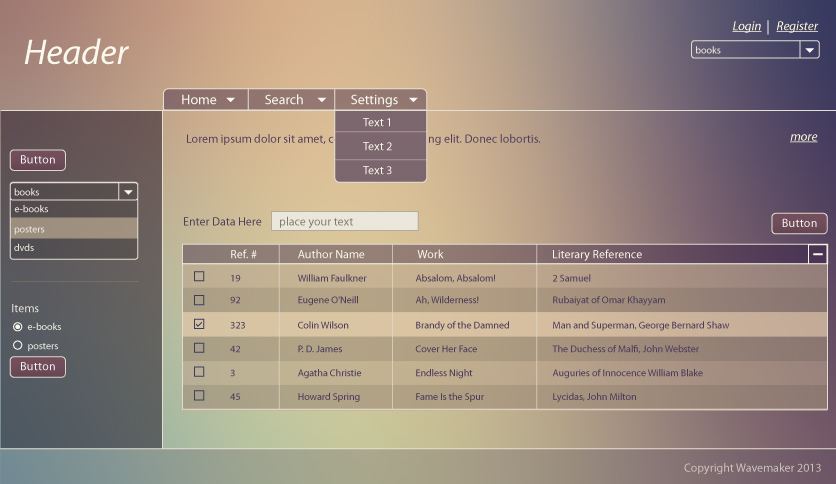 Login | Register
Header
books
Home Search Settings
Text 1
Text 2
Text 3
Lorem ipsum dolor sit amet, c ng elit. Donec lobortis.
more
Button
books
e-books
posters
dvds
Enter Data Here place your text
Button
Ref. # Author Name Work Literary Reference
19 William Faulkner Absalom, Absalom! 2 Samuel
92 Eugene O'Neill Ah, Wilderness! Rubaiyat of Omar Khayyam
323 Colin Wilson Brandy of the Damned Man and Superman, George Bernard Shaw
42 P. D. James Cover Her Face The Duchess of Malfi, John Webster
3 Agatha Christie Endless Night Auguries of Innocence William Blake
45 Howard Spring Fame Is the Spur Lycidas, John Milton
Items
e-books
posters
Button
Copyright Wavemaker 2013